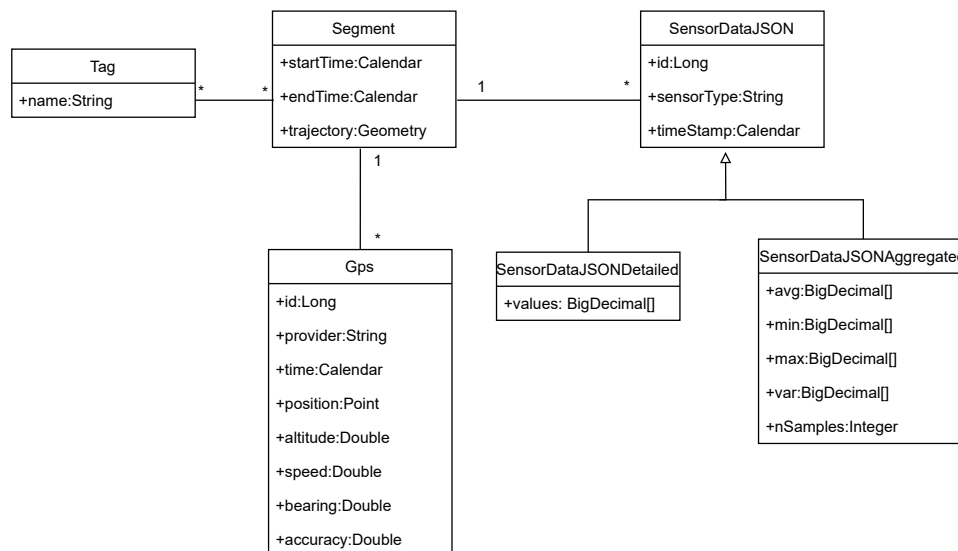 Tag
+name:String
*
*
Segment
+startTime:Calendar
+endTime:Calendar
+trajectory:Geometry
1
*
SensorDataJSON
+id:Long
+sensorType:String
+timeStamp:Calendar
1
*
Gps
+id:Long
+provider:String
+time:Calendar
+position:Point
+altitude:Double
+speed:Double
+bearing:Double
+accuracy:Double
SensorDataJSONDetailed
+values: BigDecimal[]
SensorDataJSONAggregated
+avg:BigDecimal[]
+min:BigDecimal[]
+max:BigDecimal[]
+var:BigDecimal[]
+nSamples:Integer